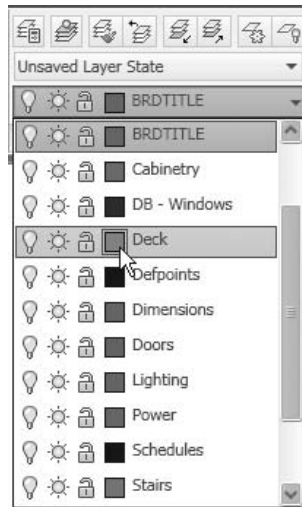 Unsaved Layer State
BRDTITLE
BRDTITLE
Cabinetry
DB - Windows
Deck
Defpoints
Dimensions
Doors
Lighting
Power
Schedules
Stairs